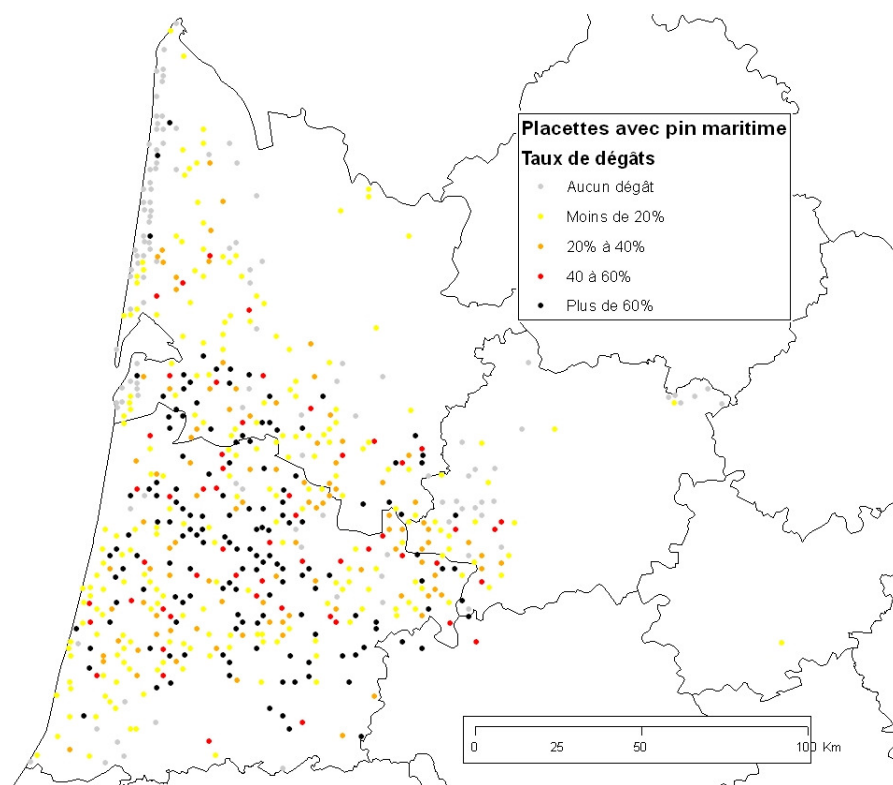 Placettes avec pin maritime
Taux de dégâts
Aucun dégât
Moins de 20%
20% à 40%
40 à 60%
Plus de 60%
0 25 50 100 Km